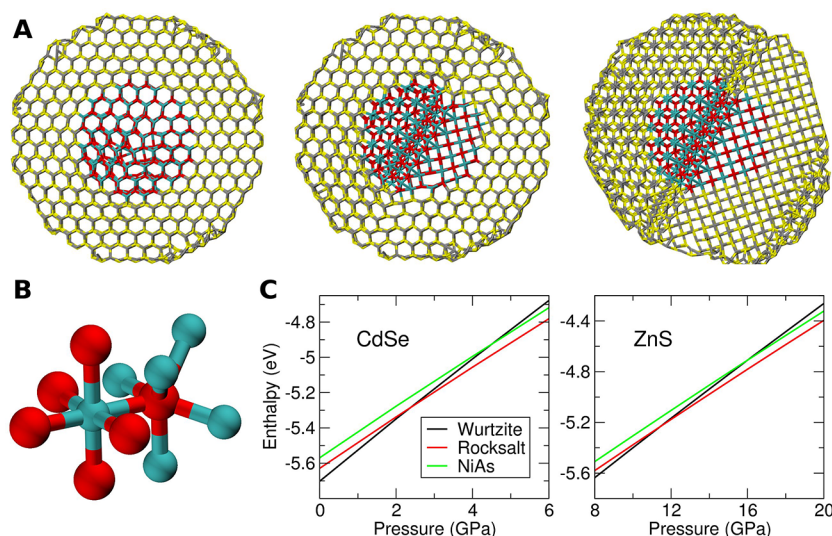 A
B
C
CdSe
Enthalpy (eV)
-4.8
-5
-5.2
-5.4
-5.6
Wurtzite
Rocksalt
NiAs
0
2
4
6
Pressure (GPa)
ZnS
-4.4
-4.8
-5.2
-5.6
8
12
16
20
Pressure (GPa)